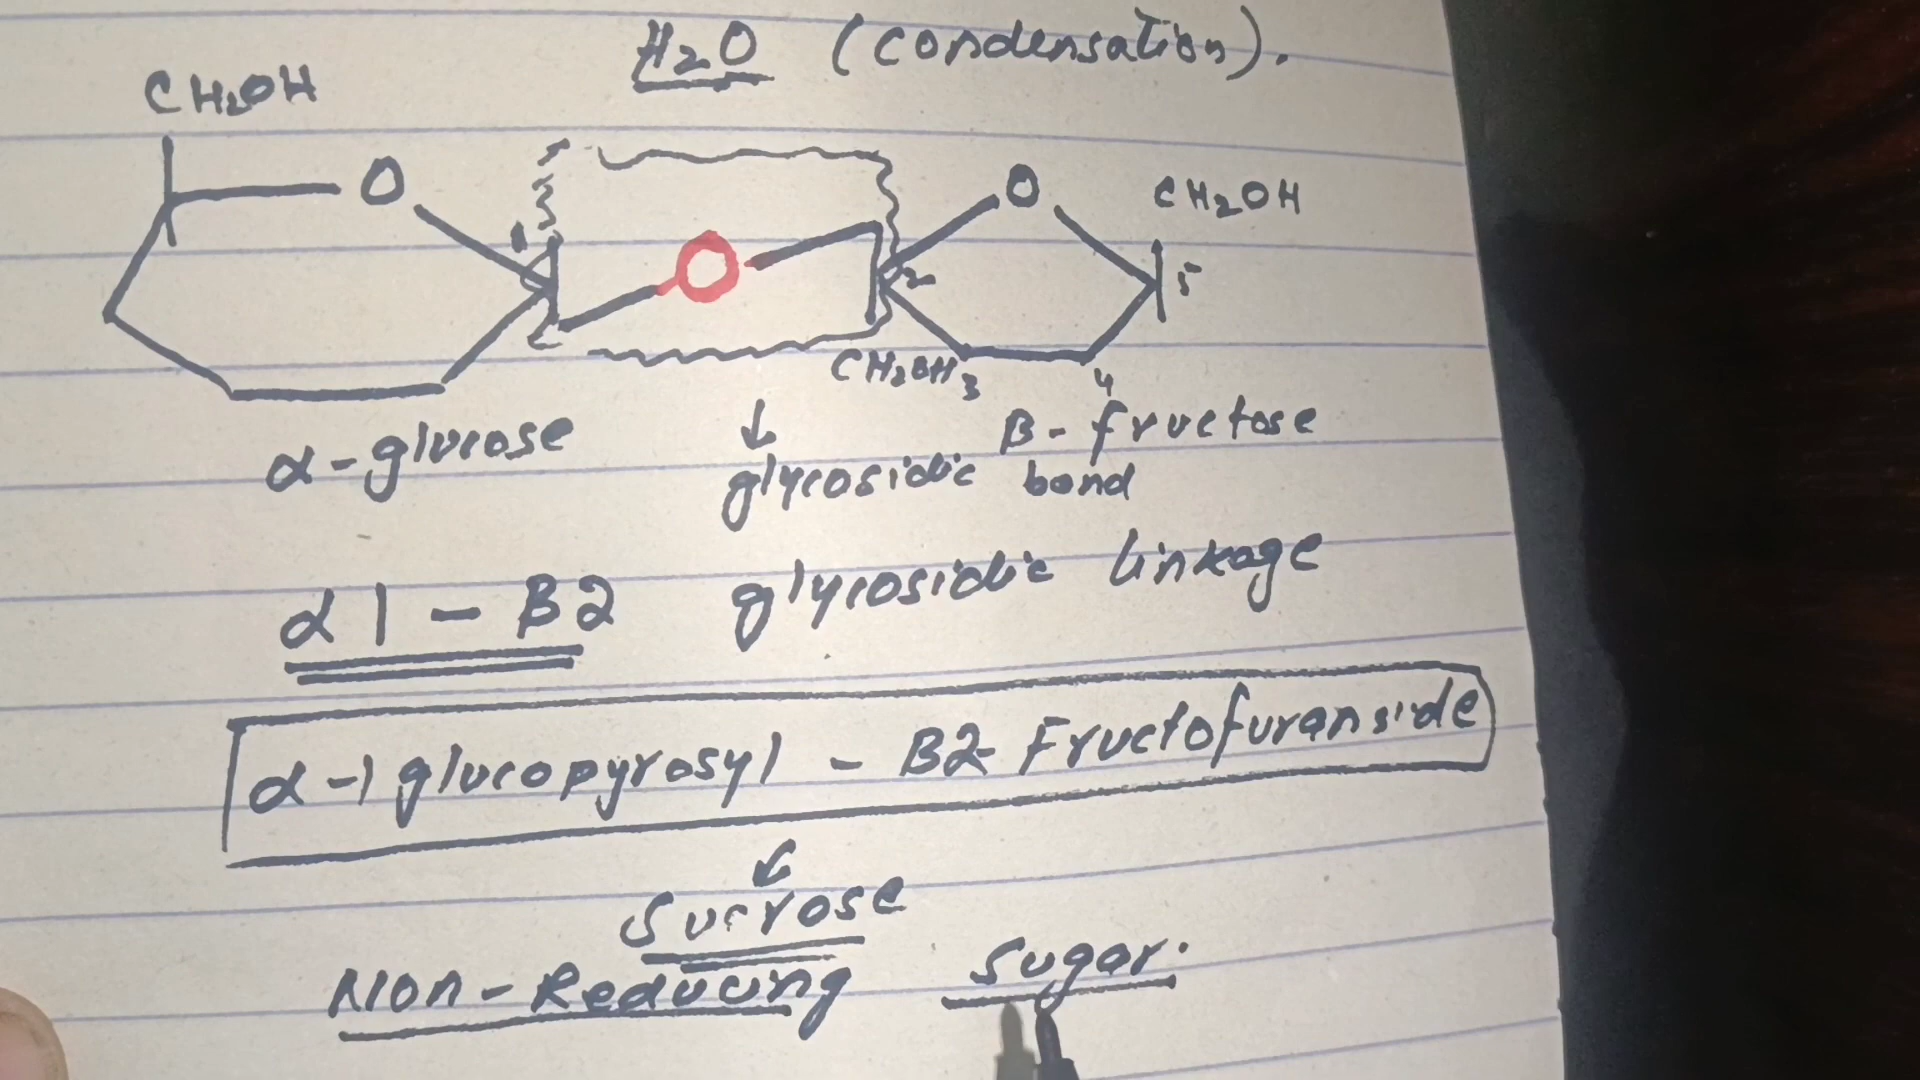 H2O (Condensation).
CH2OH
O
O
CH2OH
1
O
2
5
CH2OH
3
4
α-glucose
β-fructose
↓
glycosidic bond
α1-β2 glycosidic linkage
α-1 glucopyrosyl - β2-Fructofuranside
↓
Sucrose
Non-Reducing Sugar.